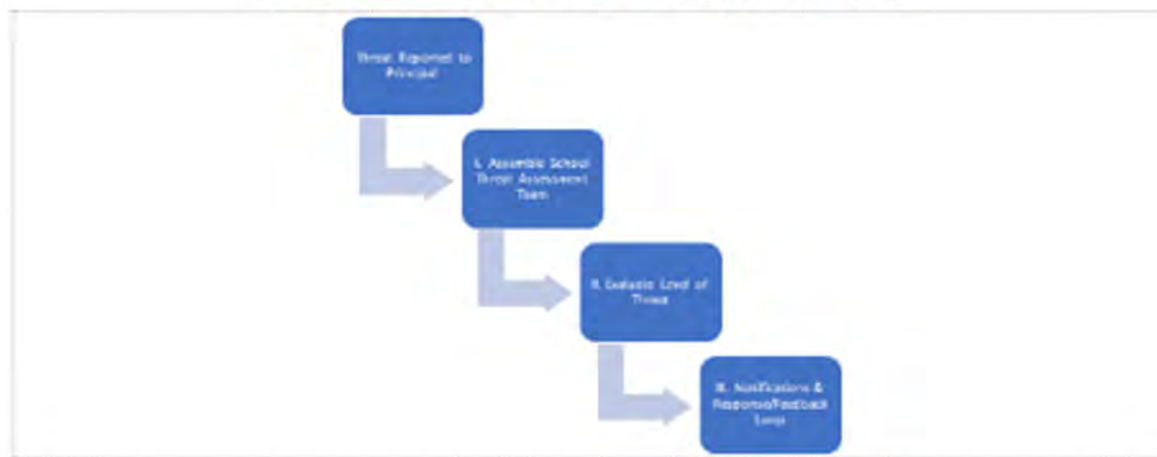 Threat Reported to
Principal
I. Assemble School
Threat Assessment
Team
II. Evaluate Level of
Threat
III. Notifications &
Response/Feedback
Loop